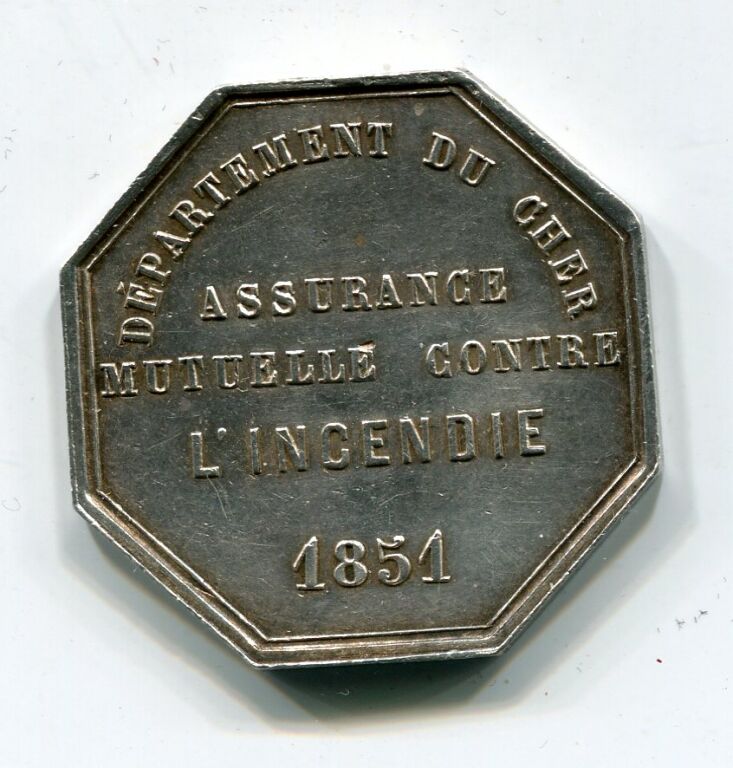 DÉPARTEMENT DU CHER
ASSURANCE
MUTUELLE CONTRE
L'INCENDIE
1851